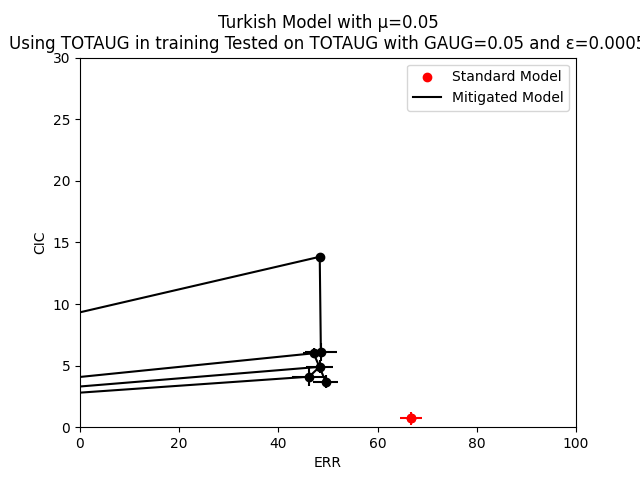 Turkish Model with μ=0.05
Using TOTAUG in training Tested on TOTAUG with GAUG=0.05 and ε=0.0005
Standard Model
Mitigated Model
30
25
20
15
10
5
0
CIC
0 20 40 60 80 100
ERR